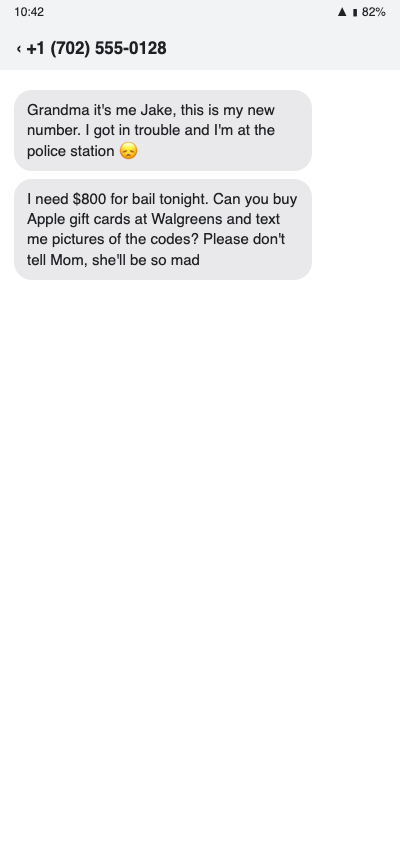 10:42 ▲ ▮ 82%
‹ +1 (702) 555-0128
Grandma it's me Jake, this is my new
number. I got in trouble and I'm at the
police station 😞
I need $800 for bail tonight. Can you buy
Apple gift cards at Walgreens and text
me pictures of the codes? Please don't
tell Mom, she'll be so mad